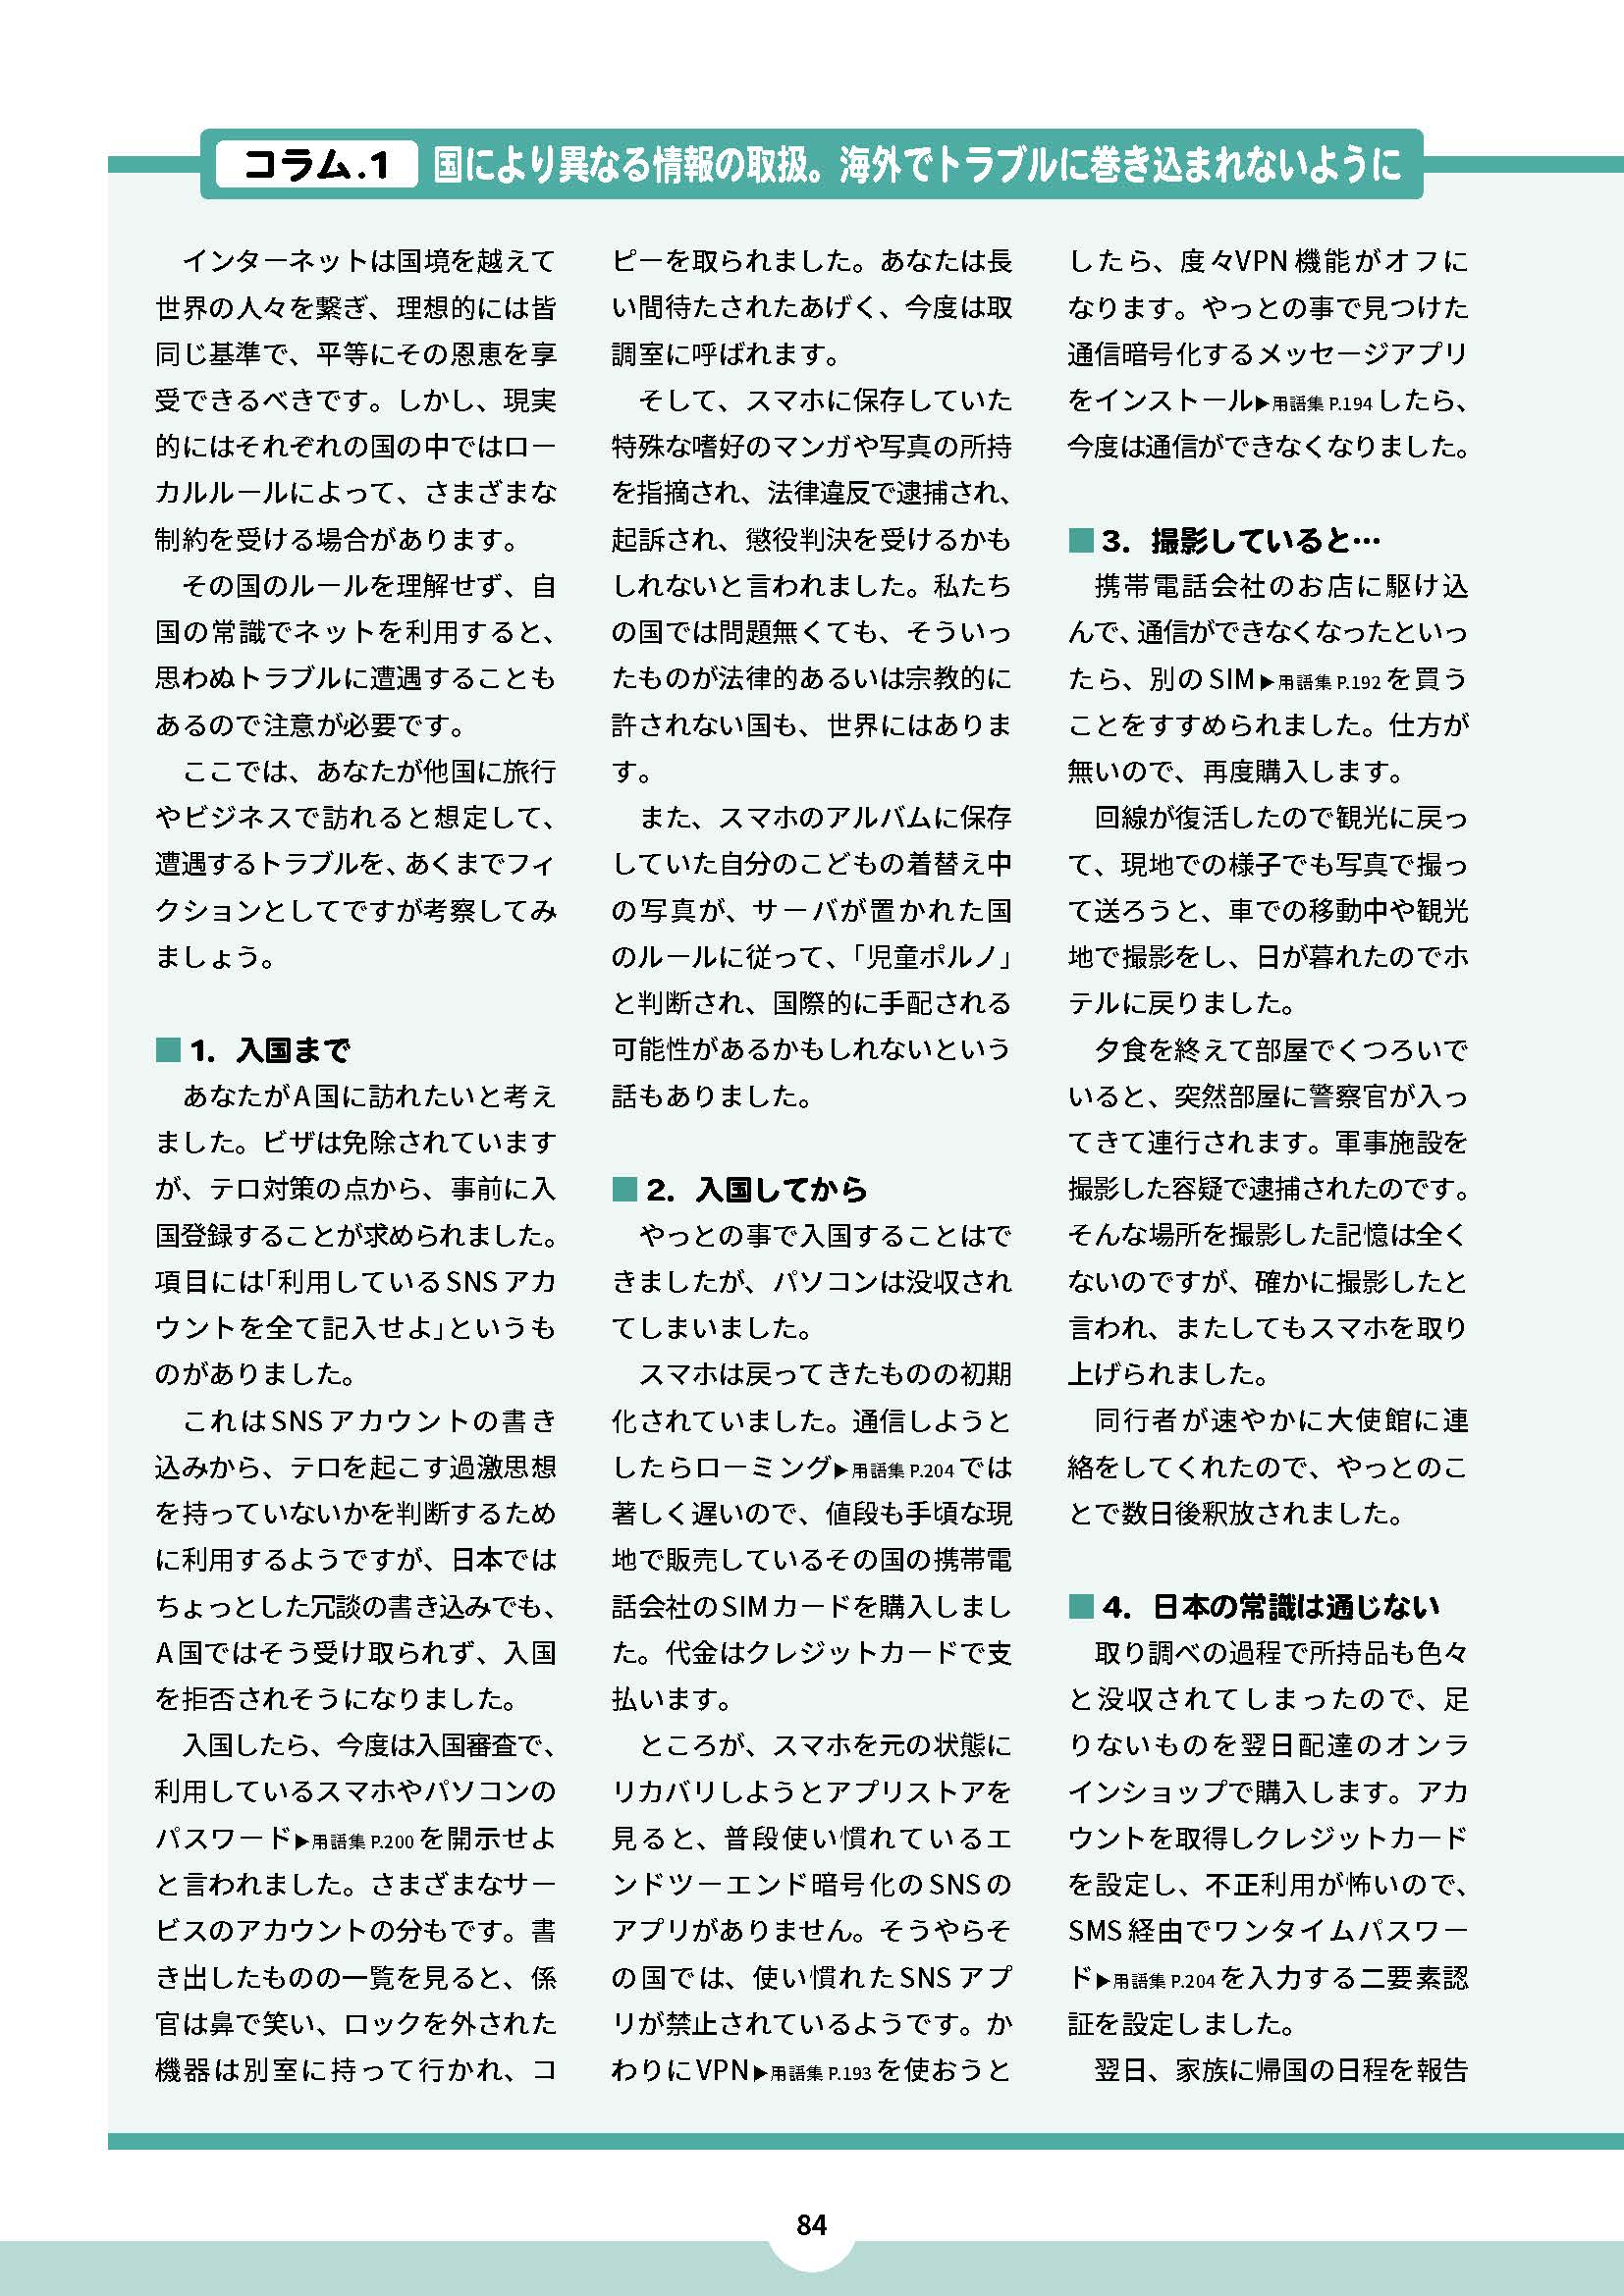 コラム.1 国により異なる情報の取扱。海外でトラブルに巻き込まれないように
インターネットは国境を越えて
世界の人々を繋ぎ、理想的には皆
同じ基準で、平等にその恩恵を享
受できるべきです。しかし、現実
的にはそれぞれの国の中ではロー
カルルールによって、さまざまな
制約を受ける場合があります。
その国のルールを理解せず、自
国の常識でネットを利用すると、
思わぬトラブルに遭遇することも
あるので注意が必要です。
ここでは、あなたが他国に旅行
やビジネスで訪れると想定して、
遭遇するトラブルを、あくまでフィ
クションとしてですが考察してみ
ましょう。
■1. 入国まで
あなたがA国に訪れたいと考え
ました。ビザは免除されています
が、テロ対策の点から、事前に入
国登録することが求められました。
項目には「利用しているSNSアカ
ウントを全て記入せよ」というも
のがありました。
これはSNSアカウントの書き
込みから、テロを起こす過激思想
を持っていないかを判断するため
に利用するようですが、日本では
ちょっとした冗談の書き込みでも、
A国ではそう受け取られず、入国
を拒否されそうになりました。
入国したら、今度は入国審査で、
利用しているスマホやパソコンの
パスワード▶用語集 P.200を開示せよ
と言われました。さまざまなサー
ビスのアカウントの分もです。書
き出したものの一覧を見ると、係
官は鼻で笑い、ロックを外された
機器は別室に持って行かれ、コ
ピーを取られました。あなたは長
い間待たされたあげく、今度は取
調室に呼ばれます。
そして、スマホに保存していた
特殊な嗜好のマンガや写真の所持
を指摘され、法律違反で逮捕され、
起訴され、懲役判決を受けるかも
しれないと言われました。私たち
の国では問題無くても、そういっ
たものが法律的あるいは宗教的に
許されない国も、世界にはありま
す。
また、スマホのアルバムに保存
していた自分のこどもの着替え中
の写真が、サーバが置かれた国
のルールに従って、「児童ポルノ」
と判断され、国際的に手配される
可能性があるかもしれないという
話もありました。
■2. 入国してから
やっとの事で入国することはで
きましたが、パソコンは没収され
てしまいました。
スマホは戻ってきたものの初期
化されていました。通信しようと
したらローミング▶用語集 P.204では
著しく遅いので、値段も手頃な現
地で販売しているその国の携帯電
話会社のSIMカードを購入しまし
た。代金はクレジットカードで支
払います。
ところが、スマホを元の状態に
リカバリしようとアプリストアを
見ると、普段使い慣れているエ
ンドツーエンド暗号化のSNSの
アプリがありません。そうやらそ
の国では、使い慣れたSNSアプ
リが禁止されているようです。か
わりにVPN▶用語集 P.193を使おうと
したら、度々VPN機能がオフに
なります。やっとの事で見つけた
通信暗号化するメッセージアプリ
をインストール▶用語集 P.194したら、
今度は通信ができなくなりました。
■3. 撮影していると…
携帯電話会社のお店に駆け込
んで、通信ができなくなったといっ
たら、別のSIM▶用語集 P.192を買う
ことをすすめられました。仕方が
無いので、再度購入します。
回線が復活したので観光に戻っ
て、現地での様子でも写真で撮っ
て送ろうと、車での移動中や観光
地で撮影をし、日が暮れたのでホ
テルに戻りました。
夕食を終えて部屋でくつろいで
いると、突然部屋に警察官が入っ
てきて連行されます。軍事施設を
撮影した容疑で逮捕されたのです。
そんな場所を撮影した記憶は全く
ないのですが、確かに撮影したと
言われ、またしてもスマホを取り
上げられました。
同行者が速やかに大使館に連
絡をしてくれたので、やっとのこ
とで数日後釈放されました。
■4. 日本の常識は通じない
取り調べの過程で所持品も色々
と没収されてしまったので、足
りないものを翌日配達のオンラ
インショップで購入します。アカ
ウントを取得しクレジットカード
を設定し、不正利用が怖いので、
SMS経由でワンタイムパスワー
ド▶用語集 P.204を入力する二要素認
証を設定しました。
翌日、家族に帰国の日程を報告
84